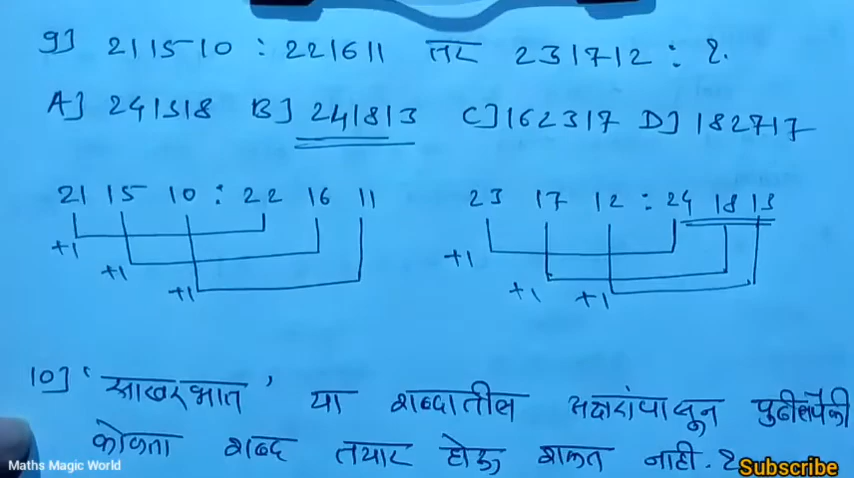 9] 211510 : 221611 तर 231712 : ?.
A] 241318 B] 241813 C] 162317 D] 182717
21 15 10 : 22 16 11 23 17 12 : 24 18 13
+1 +1 +1 +1 +1 +1
10] 'साखरभात' या शब्दातील अक्षरांपासून पुढीलपैकी
कोणता शब्द तयार होऊ शकत नाही.?
Maths Magic World
Subscribe